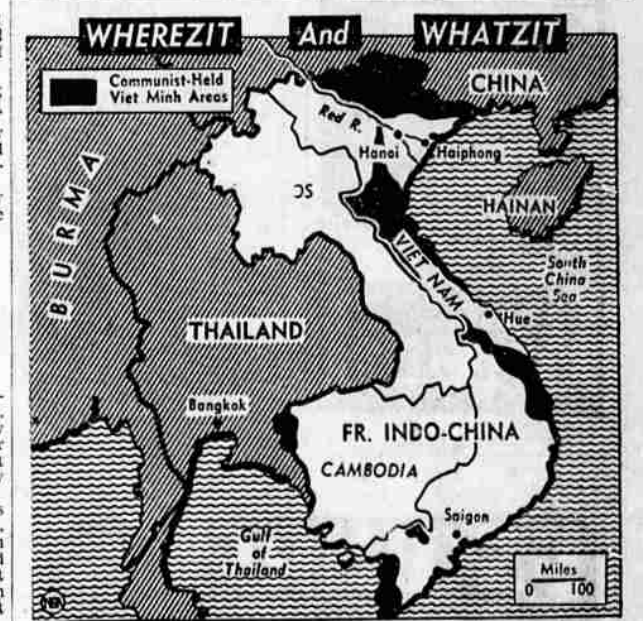 WHEREZIT And WHATZIT
Communist-Held
Viet Minh Areas
CHINA
Red R.
Hanoi
Haiphong
BURMA
OS
HAINAN
VIET NAM
South
China
Sea
Hue
THAILAND
Bangkok
FR. INDO-CHINA
CAMBODIA
Saigon
Gulf
of
Thailand
Miles
0 100
NEA